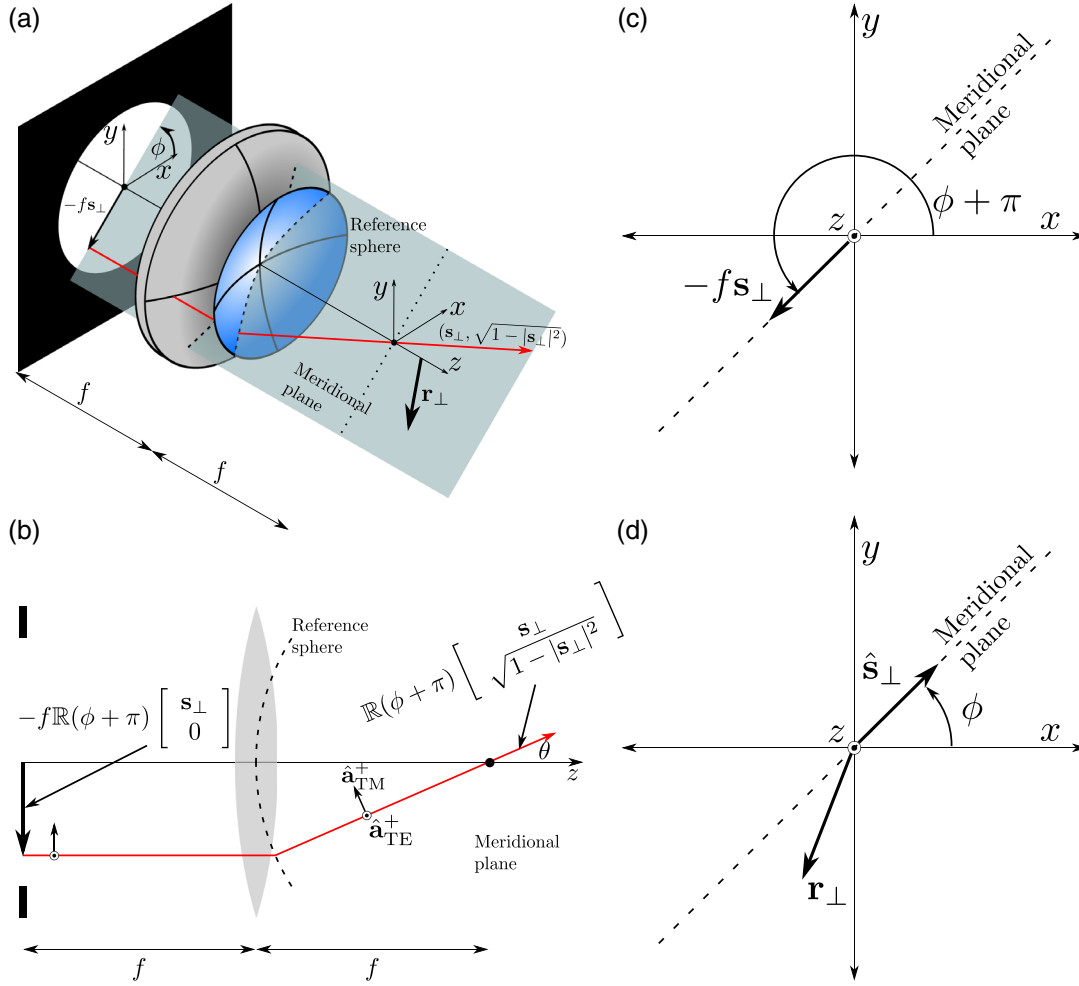 (a)
y
ϕ
x
−fs⊥
Reference
sphere
y
x
(s⊥, √1 − |s⊥|²)
z
r⊥
Meridional
plane
f
f
(b)
Reference
sphere
−fℝ(ϕ + π) [ s⊥ 0 ]
ℝ(ϕ + π) [ s⊥ √1 − |s⊥|² ]
θ
z
â⁺TM
â⁺TE
Meridional
plane
f
f
(c)
y
Meridional
plane
ϕ + π
z
x
−fs⊥
(d)
y
Meridional
plane
ŝ⊥
ϕ
z
x
r⊥